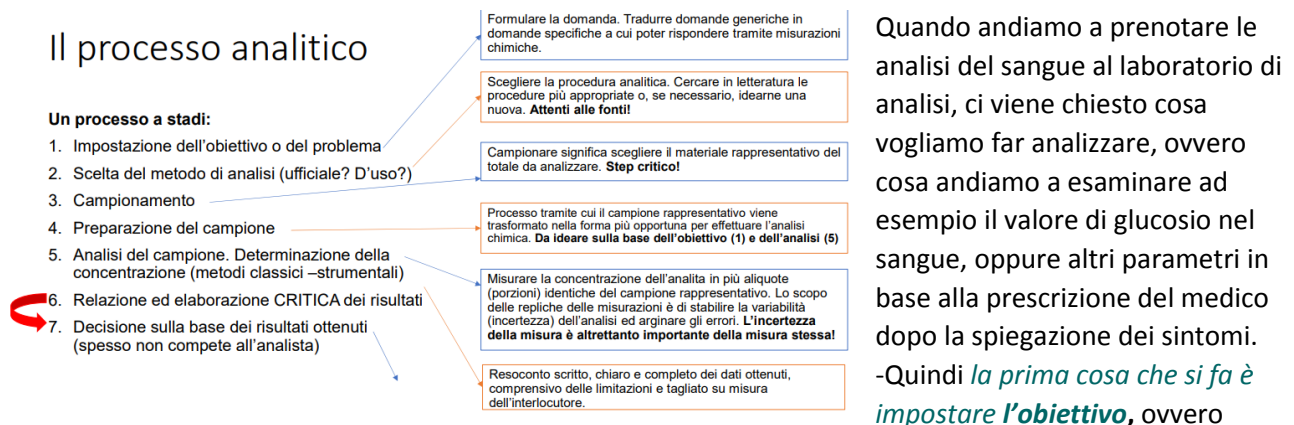 Il processo analitico
Un processo a stadi:
1. Impostazione dell'obiettivo o del problema
2. Scelta del metodo di analisi (ufficiale? D'uso?)
3. Campionamento
4. Preparazione del campione
5. Analisi del campione. Determinazione della
concentrazione (metodi classici –strumentali)
6. Relazione ed elaborazione CRITICA dei risultati
7. Decisione sulla base dei risultati ottenuti
(spesso non compete all'analista)
Formulare la domanda. Tradurre domande generiche in
domande specifiche a cui poter rispondere tramite misurazioni
chimiche.
Scegliere la procedura analitica. Cercare in letteratura le
procedure più appropriate o, se necessario, idearne una
nuova. Attenti alle fonti!
Campionare significa scegliere il materiale rappresentativo del
totale da analizzare. Step critico!
Processo tramite cui il campione rappresentativo viene
trasformato nella forma più opportuna per effettuare l'analisi
chimica. Da ideare sulla base dell'obiettivo (1) e dell'analisi (5)
Misurare la concentrazione dell'analita in più aliquote
(porzioni) identiche del campione rappresentativo. Lo scopo
delle repliche delle misurazioni è di stabilire la variabilità
(incertezza) dell'analisi ed arginare gli errori. L'incertezza
della misura è altrettanto importante della misura stessa!
Resoconto scritto, chiaro e completo dei dati ottenuti,
comprensivo delle limitazioni e tagliato su misura
dell'interlocutore.
Quando andiamo a prenotare le
analisi del sangue al laboratorio di
analisi, ci viene chiesto cosa
vogliamo far analizzare, ovvero
cosa andiamo a esaminare ad
esempio il valore di glucosio nel
sangue, oppure altri parametri in
base alla prescrizione del medico
dopo la spiegazione dei sintomi.
-Quindi la prima cosa che si fa è
impostare l'obiettivo, ovvero